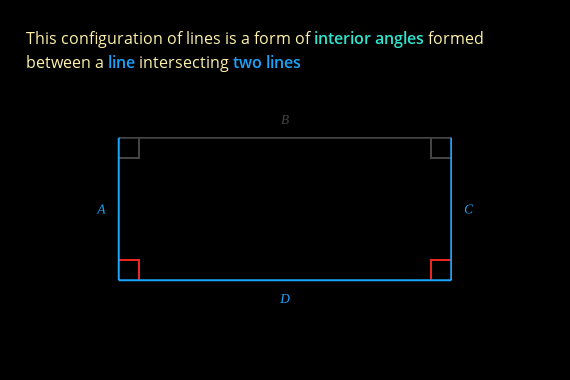 This configuration of lines is a form of interior angles formed
between a line intersecting two lines
B
A
C
D